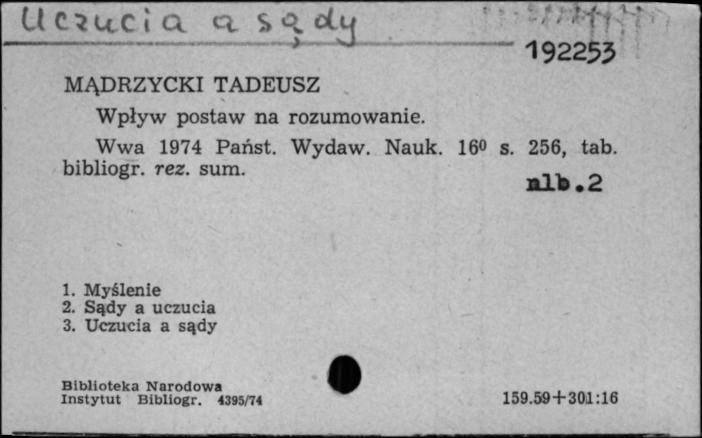 Uczucia a sądy
192253
MĄDRZYCKI TADEUSZ
Wpływ postaw na rozumowanie.
Wwa 1974 Państ. Wydaw. Nauk. 16⁰ s. 256, tab.
bibliogr. rez. sum.
nlb.2
1. Myślenie
2. Sądy a uczucia
3. Uczucia a sądy
Biblioteka Narodowa
Instytut Bibliogr. 4395/74
159.59+301:16